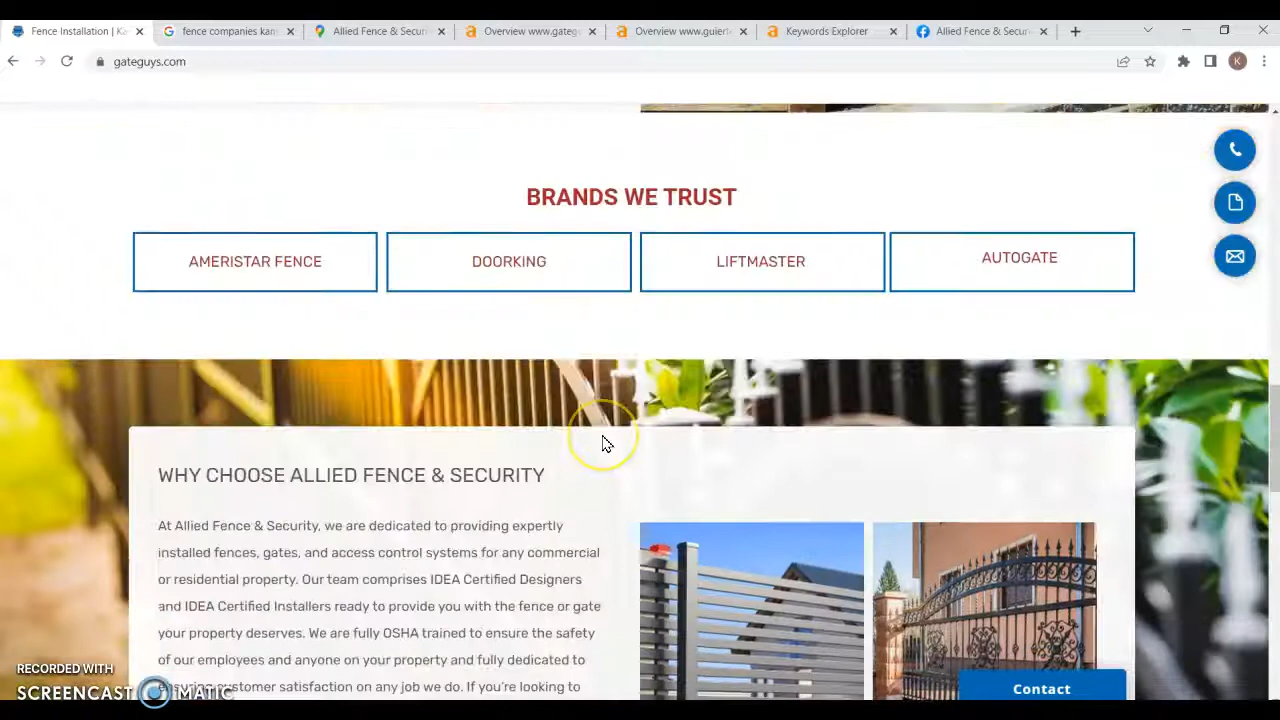 Fence Installation | Ka
fence companies kan
Allied Fence & Securi
Overview www.gateg
Overview www.guierf
Keywords Explorer
Allied Fence & Securi
gateguys.com
K
BRANDS WE TRUST
AMERISTAR FENCE
DOORKING
LIFTMASTER
AUTOGATE
WHY CHOOSE ALLIED FENCE & SECURITY
At Allied Fence & Security, we are dedicated to providing expertly
installed fences, gates, and access control systems for any commercial
or residential property. Our team comprises IDEA Certified Designers
and IDEA Certified Installers ready to provide you with the fence or gate
your property deserves. We are fully OSHA trained to ensure the safety
of our employees and anyone on your property and fully dedicated to
customer satisfaction on any job we do. If you're looking to
Contact
RECORDED WITH
SCREENCAST MATIC